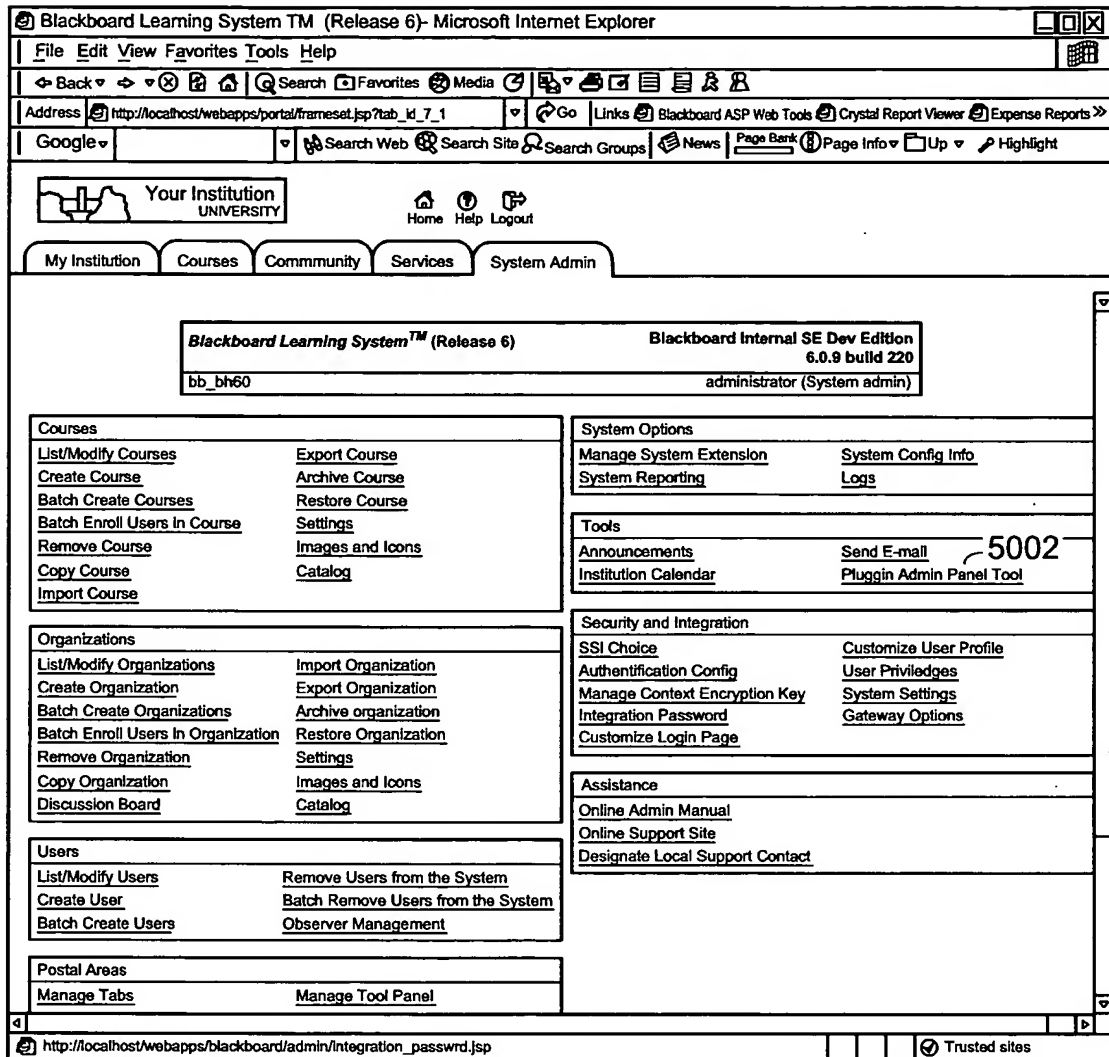 Blackboard Learning System TM (Release 6)- Microsoft Internet Explorer
File Edit View Favorites Tools Help
Back Search Favorites Media
Address http://localhost/webapps/portal/frameset.jsp?tab_id_7_1 Go Links Blackboard ASP Web Tools Crystal Report Viewer Expense Reports »
Google Search Web Search Site Search Groups News Page Bank Page Info Up Highlight
Your Institution
UNIVERSITY
Home Help Logout
My Institution Courses Commmunity Services System Admin
Blackboard Learning System TM (Release 6) Blackboard Internal SE Dev Edition
6.0.9 build 220
bb_bh60 administrator (System admin)
Courses
List/Modify Courses Export Course
Create Course Archive Course
Batch Create Courses Restore Course
Batch Enroll Users In Course Settings
Remove Course Images and Icons
Copy Course Catalog
Import Course
Organizations
List/Modify Organizations Import Organization
Create Organization Export Organization
Batch Create Organizations Archive organization
Batch Enroll Users In Organization Restore Organization
Remove Organization Settings
Copy Organization Images and Icons
Discussion Board Catalog
Users
List/Modify Users Remove Users from the System
Create User Batch Remove Users from the System
Batch Create Users Observer Management
Postal Areas
Manage Tabs Manage Tool Panel
System Options
Manage System Extension System Config Info
System Reporting Logs
Tools
Announcements Send E-mail 5002
Institution Calendar Pluggin Admin Panel Tool
Security and Integration
SSI Choice Customize User Profile
Authentification Config User Priviledges
Manage Context Encryption Key System Settings
Integration Password Gateway Options
Customize Login Page
Assistance
Online Admin Manual
Online Support Site
Designate Local Support Contact
http://localhost/webapps/blackboard/admin/integration_passwrd.jsp Trusted sites